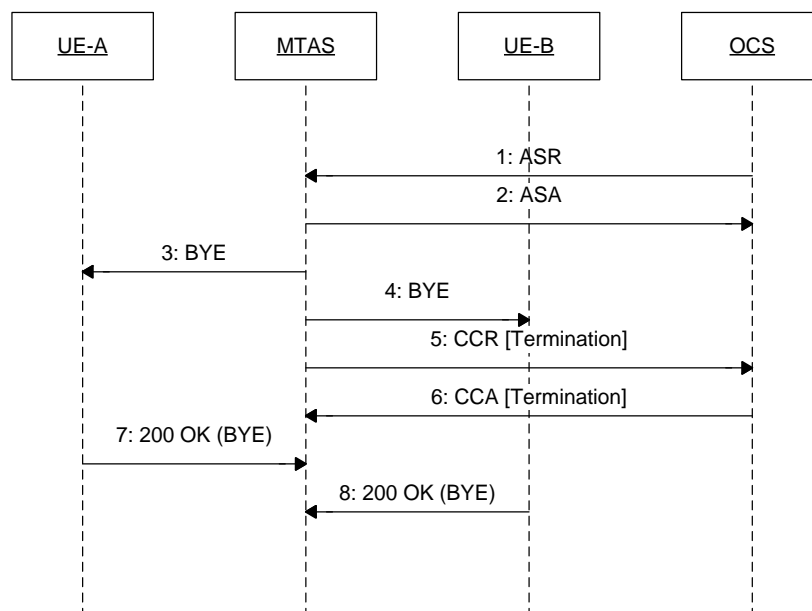 UE-A
MTAS
UE-B
OCS
1: ASR
2: ASA
3: BYE
4: BYE
5: CCR [Termination]
6: CCA [Termination]
7: 200 OK (BYE)
8: 200 OK (BYE)